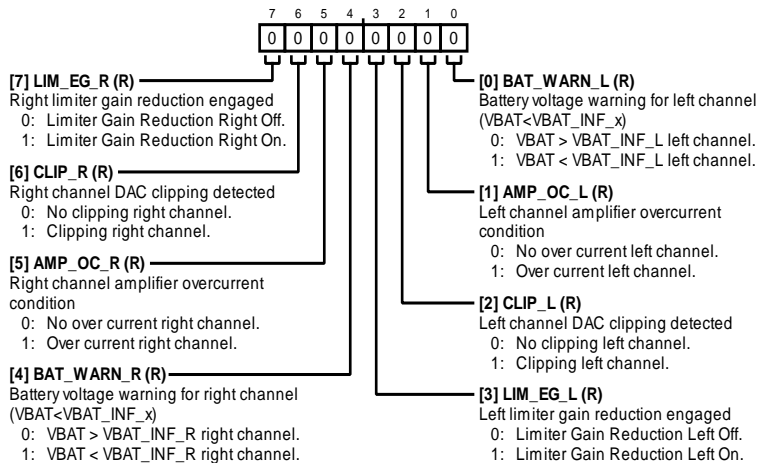 7 6 5 4 3 2 1 0
0 0 0 0 0 0 0 0
[7] LIM_EG_R (R)
Right limiter gain reduction engaged
0: Limiter Gain Reduction Right Off.
1: Limiter Gain Reduction Right On.
[6] CLIP_R (R)
Right channel DAC clipping detected
0: No clipping right channel.
1: Clipping right channel.
[5] AMP_OC_R (R)
Right channel amplifier overcurrent
condition
0: No over current right channel.
1: Over current right channel.
[4] BAT_WARN_R (R)
Battery voltage warning for right channel
(VBAT<VBAT_INF_x)
0: VBAT > VBAT_INF_R right channel.
1: VBAT < VBAT_INF_R right channel.
[0] BAT_WARN_L (R)
Battery voltage warning for left channel
(VBAT<VBAT_INF_x)
0: VBAT > VBAT_INF_L left channel.
1: VBAT < VBAT_INF_L left channel.
[1] AMP_OC_L (R)
Left channel amplifier overcurrent
condition
0: No over current left channel.
1: Over current left channel.
[2] CLIP_L (R)
Left channel DAC clipping detected
0: No clipping left channel.
1: Clipping left channel.
[3] LIM_EG_L (R)
Left limiter gain reduction engaged
0: Limiter Gain Reduction Left Off.
1: Limiter Gain Reduction Left On.